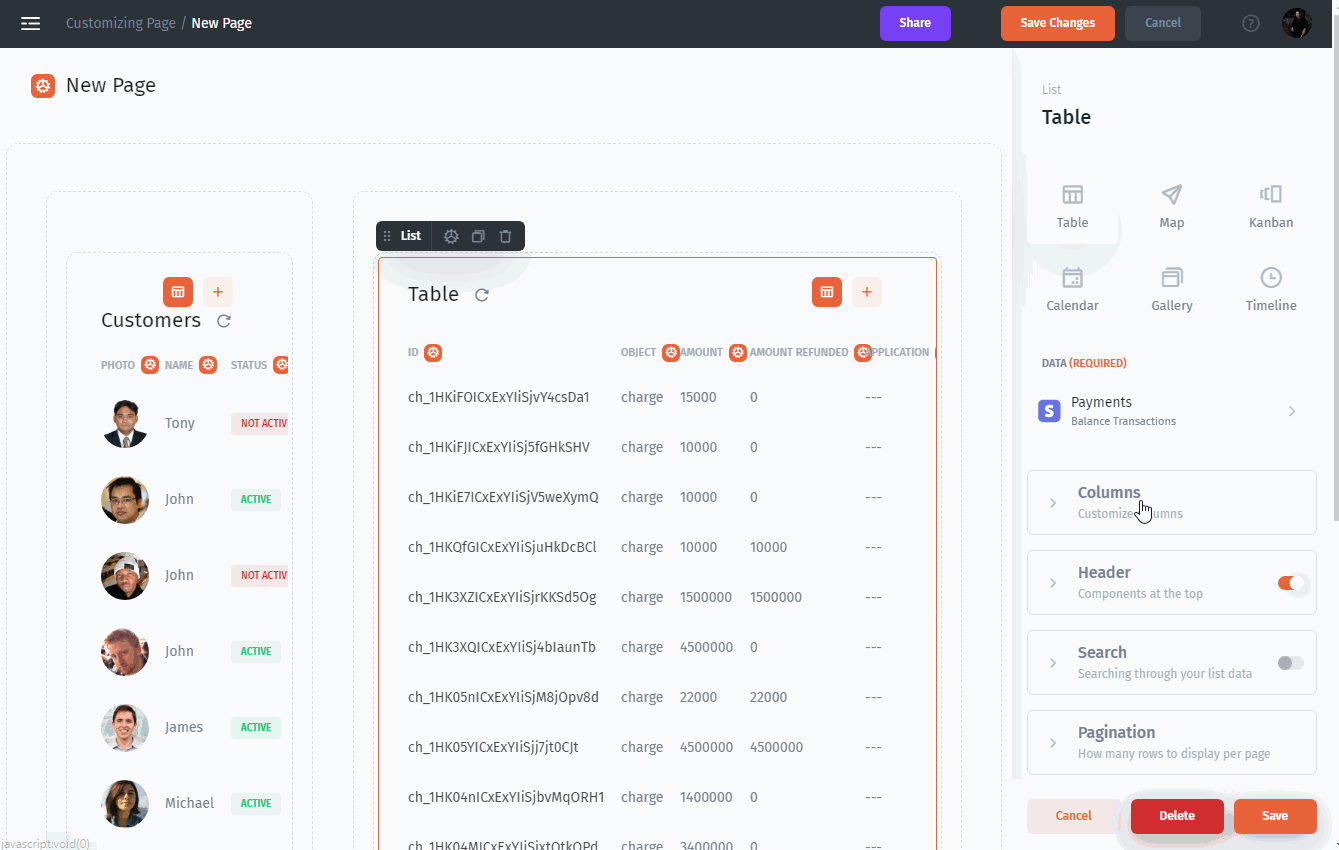 Customizing Page / New Page
Share
Save Changes
Cancel
New Page
Customers
PHOTO NAME STATUS
Tony NOT ACTIV
John ACTIVE
John NOT ACTIV
John ACTIVE
James ACTIVE
Michael ACTIVE
javascript:void(0)
List
Table
ID OBJECT AMOUNT AMOUNT REFUNDED APPLICATION
ch_1HKiFOICxExYIiSjvY4csDa1 charge 15000 0 ---
ch_1HKiFJICxExYIiSj5fGHkSHV charge 10000 0 ---
ch_1HKiE7ICxExYIiSjV5weXymQ charge 10000 0 ---
ch_1HKQfGICxExYIiSjuHkDcBCl charge 10000 10000 ---
ch_1HK3XZICxExYIiSjrKKSd5Og charge 1500000 1500000 ---
ch_1HK3XQICxExYIiSj4bIaunTb charge 4500000 0 ---
ch_1HK05nICxExYIiSjM8jOpv8d charge 22000 22000 ---
ch_1HK05YICxExYIiSjj7jt0CJt charge 4500000 4500000 ---
ch_1HK04nICxExYIiSjbvMqORH1 charge 1400000 0 ---
charge 3400000 0 ---
List
Table
Table Map Kanban
Calendar Gallery Timeline
DATA (REQUIRED)
S
Payments
Balance Transactions
Columns
Header
Components at the top
Search
Searching through your list data
Pagination
How many rows to display per page
Cancel
Delete
Save